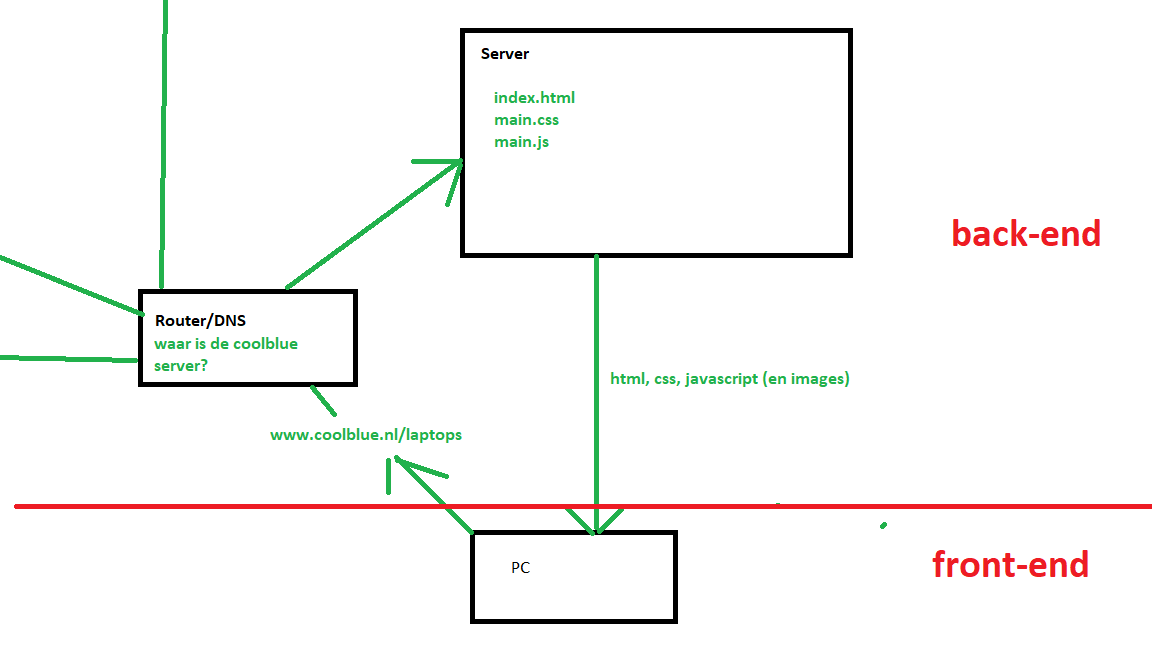 Server
index.html
main.css
main.js
back-end
Router/DNS
waar is de coolblue
server?
html, css, javascript (en images)
www.coolblue.nl/laptops
PC
front-end